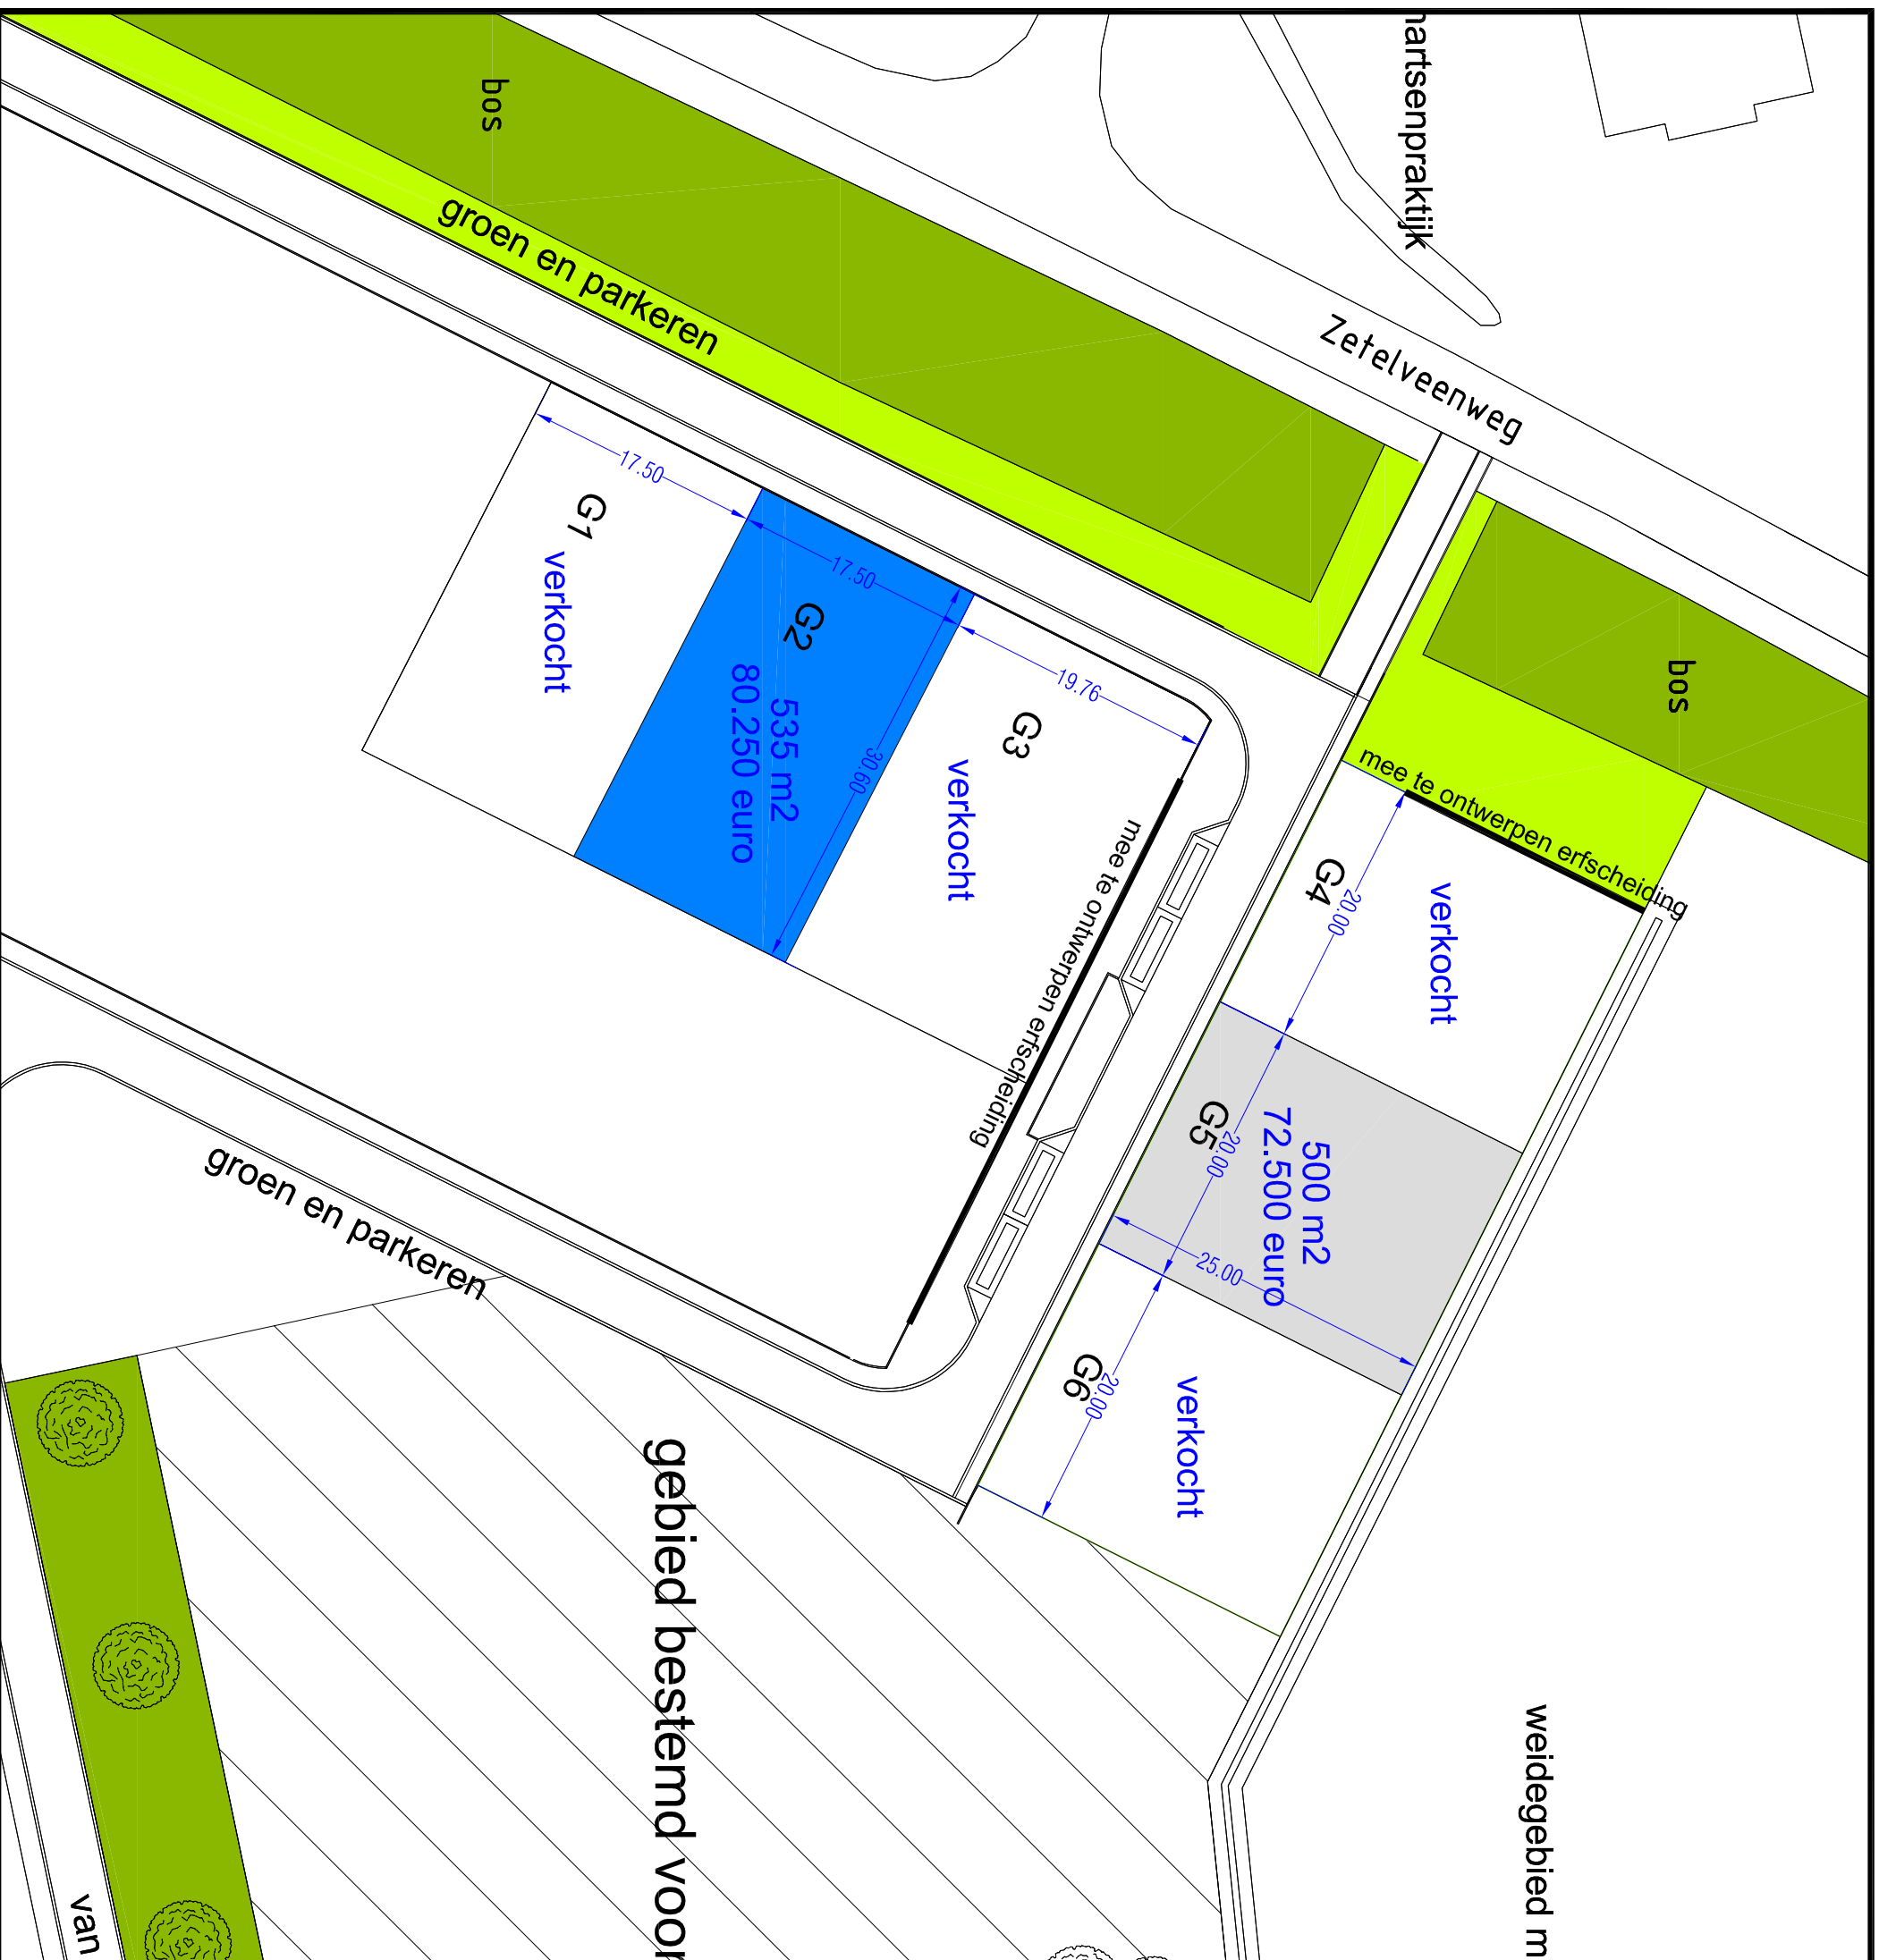 bos
groen en parkeren
nartsenpraktijk
Zetelveenweg
bos
17.50
17.50
19.76
30.60
G1
verkocht
G2
535 m2
80.250 euro
G3
verkocht
mee te ontwerpen erfscheiding
mee te ontwerpen erfscheiding
G4
20.00
verkocht
G5
20.00
500 m2
72.500 euro
25.00
G6
20.00
verkocht
groen en parkeren
gebied bestemd voor
weidegebied m
van